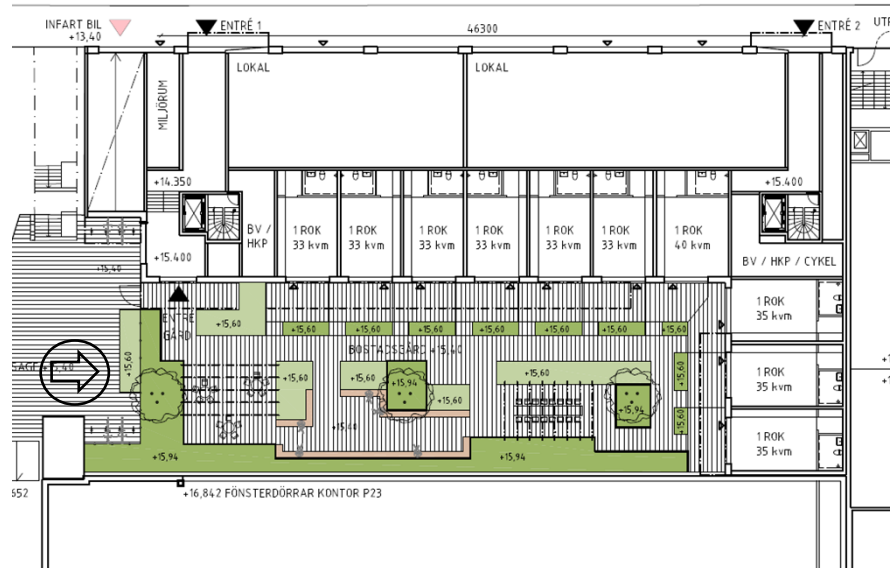 INFART BIL
+13,40
ENTRÉ 1
46300
ENTRÉ 2
LOKAL
LOKAL
MILJÖRUM
+14.350
+15.400
BV /
HKP
1 ROK
33 kvm
1 ROK
33 kvm
1 ROK
33 kvm
1 ROK
33 kvm
1 ROK
33 kvm
1 ROK
33 kvm
1 ROK
40 kvm
+15.400
BV / HKP / CYKEL
+15,40
ENTRÉ
GÅRD
+15,60
+15,60
+15,60
+15,60
+15,60
+15,60
+15,60
+15,60
+15,60
BOSTADSGÅRD +15,40
1 ROK
35 kvm
+15,60
+15,60
+15,60
+15,94
+15,60
+15,60
+15,60
+15,94
+15,60
1 ROK
35 kvm
+15,40
1 ROK
35 kvm
+15,94
+15,94
+16,842 FÖNSTERDÖRRAR KONTOR P23